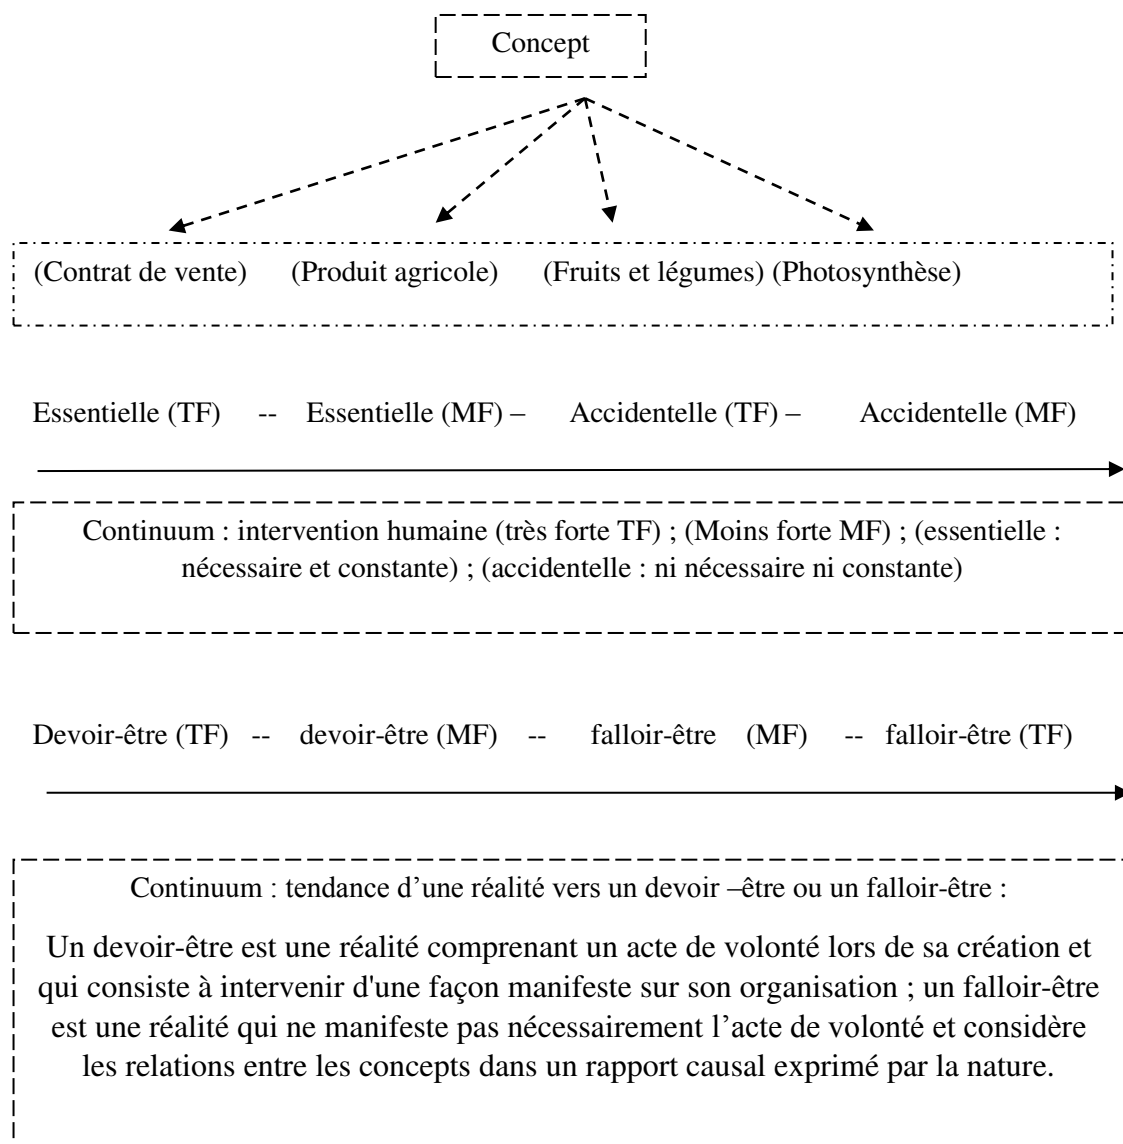 Concept
(Contrat de vente) (Produit agricole) (Fruits et légumes) (Photosynthèse)
Essentielle (TF) -- Essentielle (MF) – Accidentelle (TF) – Accidentelle (MF)
Continuum : intervention humaine (très forte TF) ; (Moins forte MF) ; (essentielle :
nécessaire et constante) ; (accidentelle : ni nécessaire ni constante)
Devoir-être (TF) -- devoir-être (MF) -- falloir-être (MF) -- falloir-être (TF)
Continuum : tendance d’une réalité vers un devoir –être ou un falloir-être :
Un devoir-être est une réalité comprenant un acte de volonté lors de sa création et
qui consiste à intervenir d'une façon manifeste sur son organisation ; un falloir-être
est une réalité qui ne manifeste pas nécessairement l’acte de volonté et considère
les relations entre les concepts dans un rapport causal exprimé par la nature.